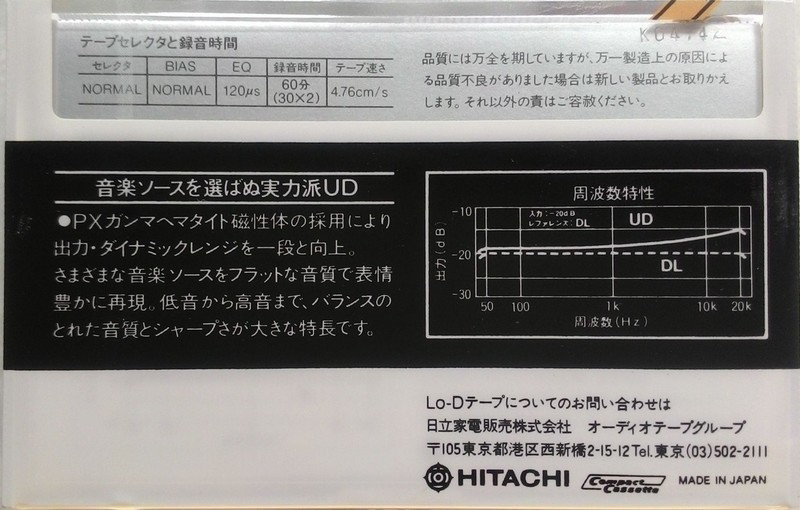 KU4742
テープセレクタと録音時間
セレクタ BIAS EQ 録音時間 テープ速さ
NORMAL NORMAL 120μs 60分(30×2) 4.76cm/s
品質には万全を期していますが、万一製造上の原因によ
る品質不良がありました場合は新しい製品とお取りかえ
します。それ以外の責はご容赦ください。
音楽ソースを選ばぬ実力派UD
●PXガンマヘマタイト磁性体の採用により
出力・ダイナミックレンジを一段と向上。
さまざまな音楽ソースをフラットな音質で表情
豊かに再現。低音から高音まで、バランスの
とれた音質とシャープさが大きな特長です。
周波数特性
入力:-20dB
レファレンス:DL
UD
DL
出力(dB)
-10
-20
-30
50 100 1k 10k 20k
周波数(Hz)
Lo-Dテープについてのお問い合わせは
日立家電販売株式会社 オーディオテープグループ
〒105東京都港区西新橋2-15-12Tel.東京(03)502-2111
HITACHI Compact Cassette MADE IN JAPAN